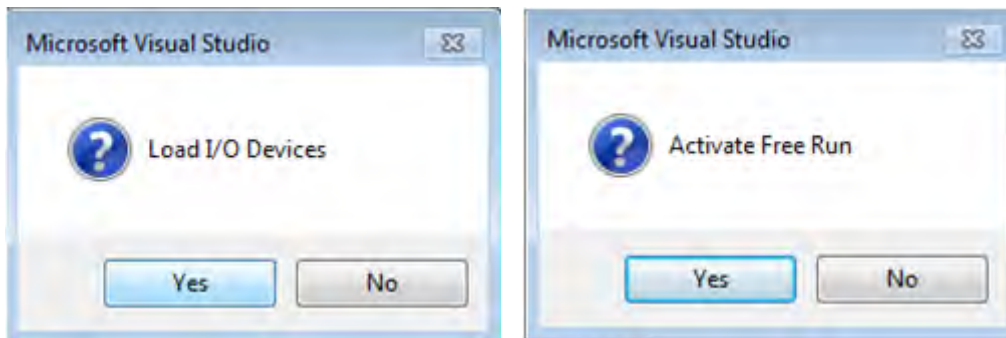 Microsoft Visual Studio
Load I/O Devices
Yes No
Microsoft Visual Studio
Activate Free Run
Yes No